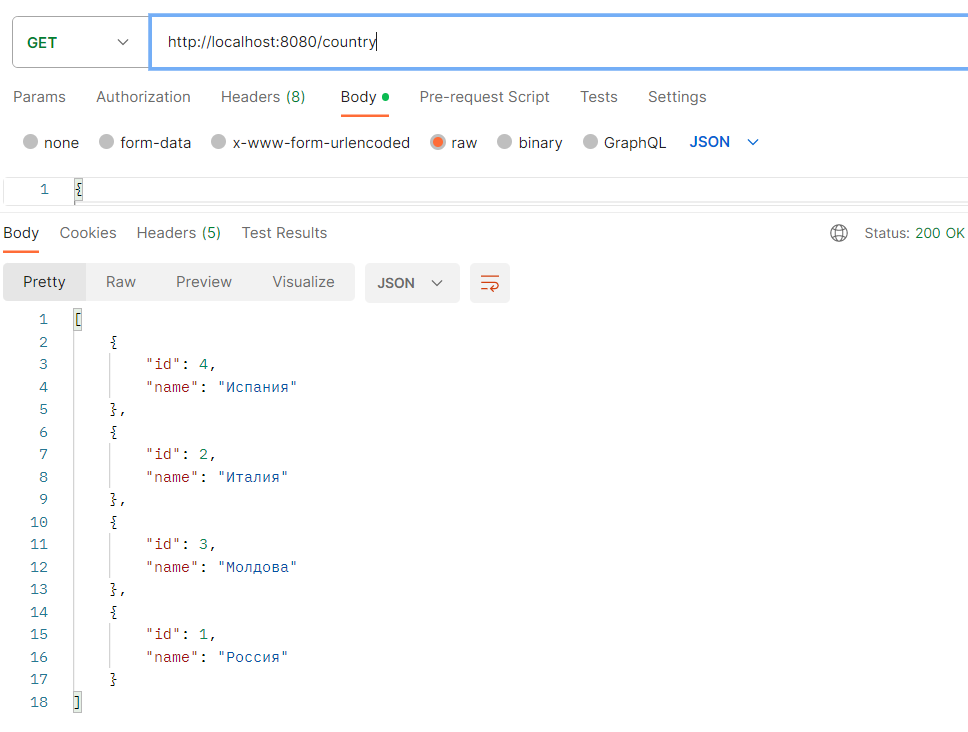 GET http://localhost:8080/country
Params Authorization Headers (8) Body Pre-request Script Tests Settings
none form-data x-www-form-urlencoded raw binary GraphQL JSON
1 {
Body Cookies Headers (5) Test Results Status: 200 OK
Pretty Raw Preview Visualize JSON
1 [
2 {
3 "id": 4,
4 "name": "Испания"
5 },
6 {
7 "id": 2,
8 "name": "Италия"
9 },
10 {
11 "id": 3,
12 "name": "Молдова"
13 },
14 {
15 "id": 1,
16 "name": "Россия"
17 }
18 ]